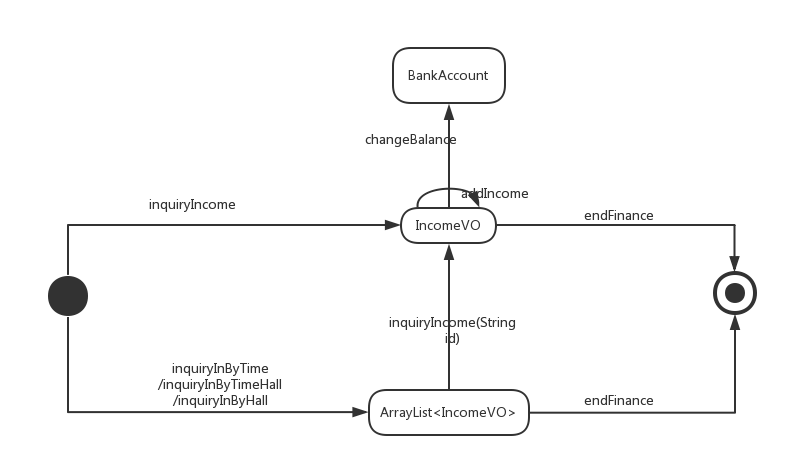 BankAccount
changeBalance
addIncome
inquiryIncome
IncomeVO
endFinance
inquiryIncome(String
id)
inquiryInByTime
/inquiryInByTimeHall
/inquiryInByHall
ArrayList<IncomeVO>
endFinance